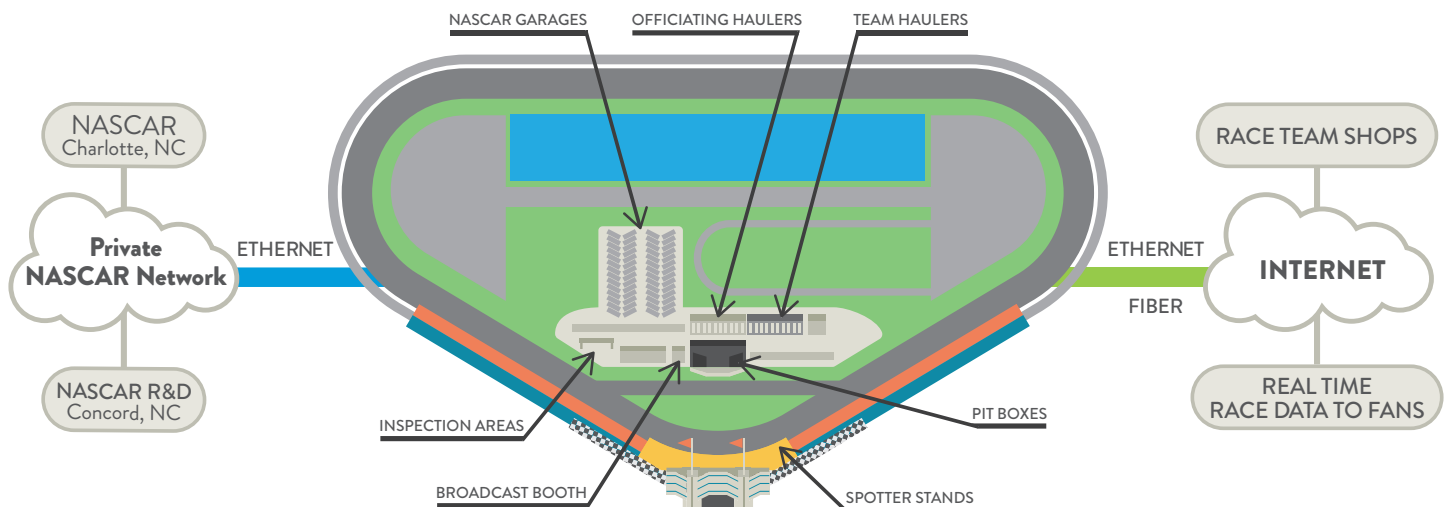 NASCAR GARAGES
OFFICIATING HAULERS
TEAM HAULERS
NASCAR
Charlotte, NC
Private
NASCAR Network
NASCAR R&D
Concord, NC
ETHERNET
ETHERNET
FIBER
RACE TEAM SHOPS
INTERNET
REAL TIME
RACE DATA TO FANS
INSPECTION AREAS
PIT BOXES
BROADCAST BOOTH
SPOTTER STANDS